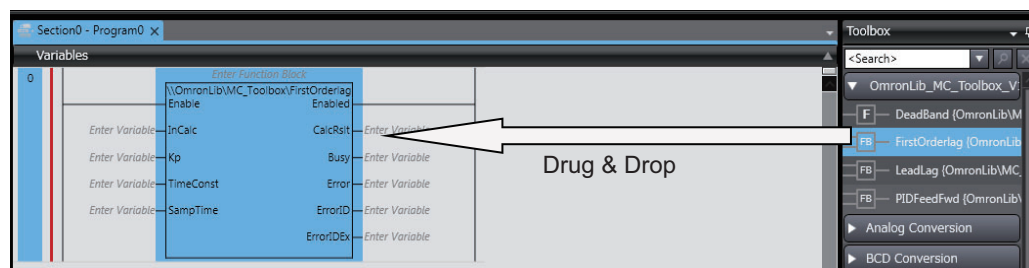 Section0 - Program0
Toolbox
Variables
<Search>
0
Enter Function Block
OmronLib_MC_Toolbox_V
\\OmronLib\MC_Toolbox\FirstOrderlag
Enable Enabled
F DeadBand {OmronLib\M
Enter Variable InCalc CalcRslt Enter Variable
FB FirstOrderlag {OmronLib
Enter Variable Kp Busy Enter Variable
Drug & Drop
FB LeadLag {OmronLib\MC_
Enter Variable TimeConst Error Enter Variable
FB PIDFeedFwd {OmronLib\
Enter Variable SampTime ErrorID Enter Variable
Analog Conversion
ErrorIDEx Enter Variable
BCD Conversion